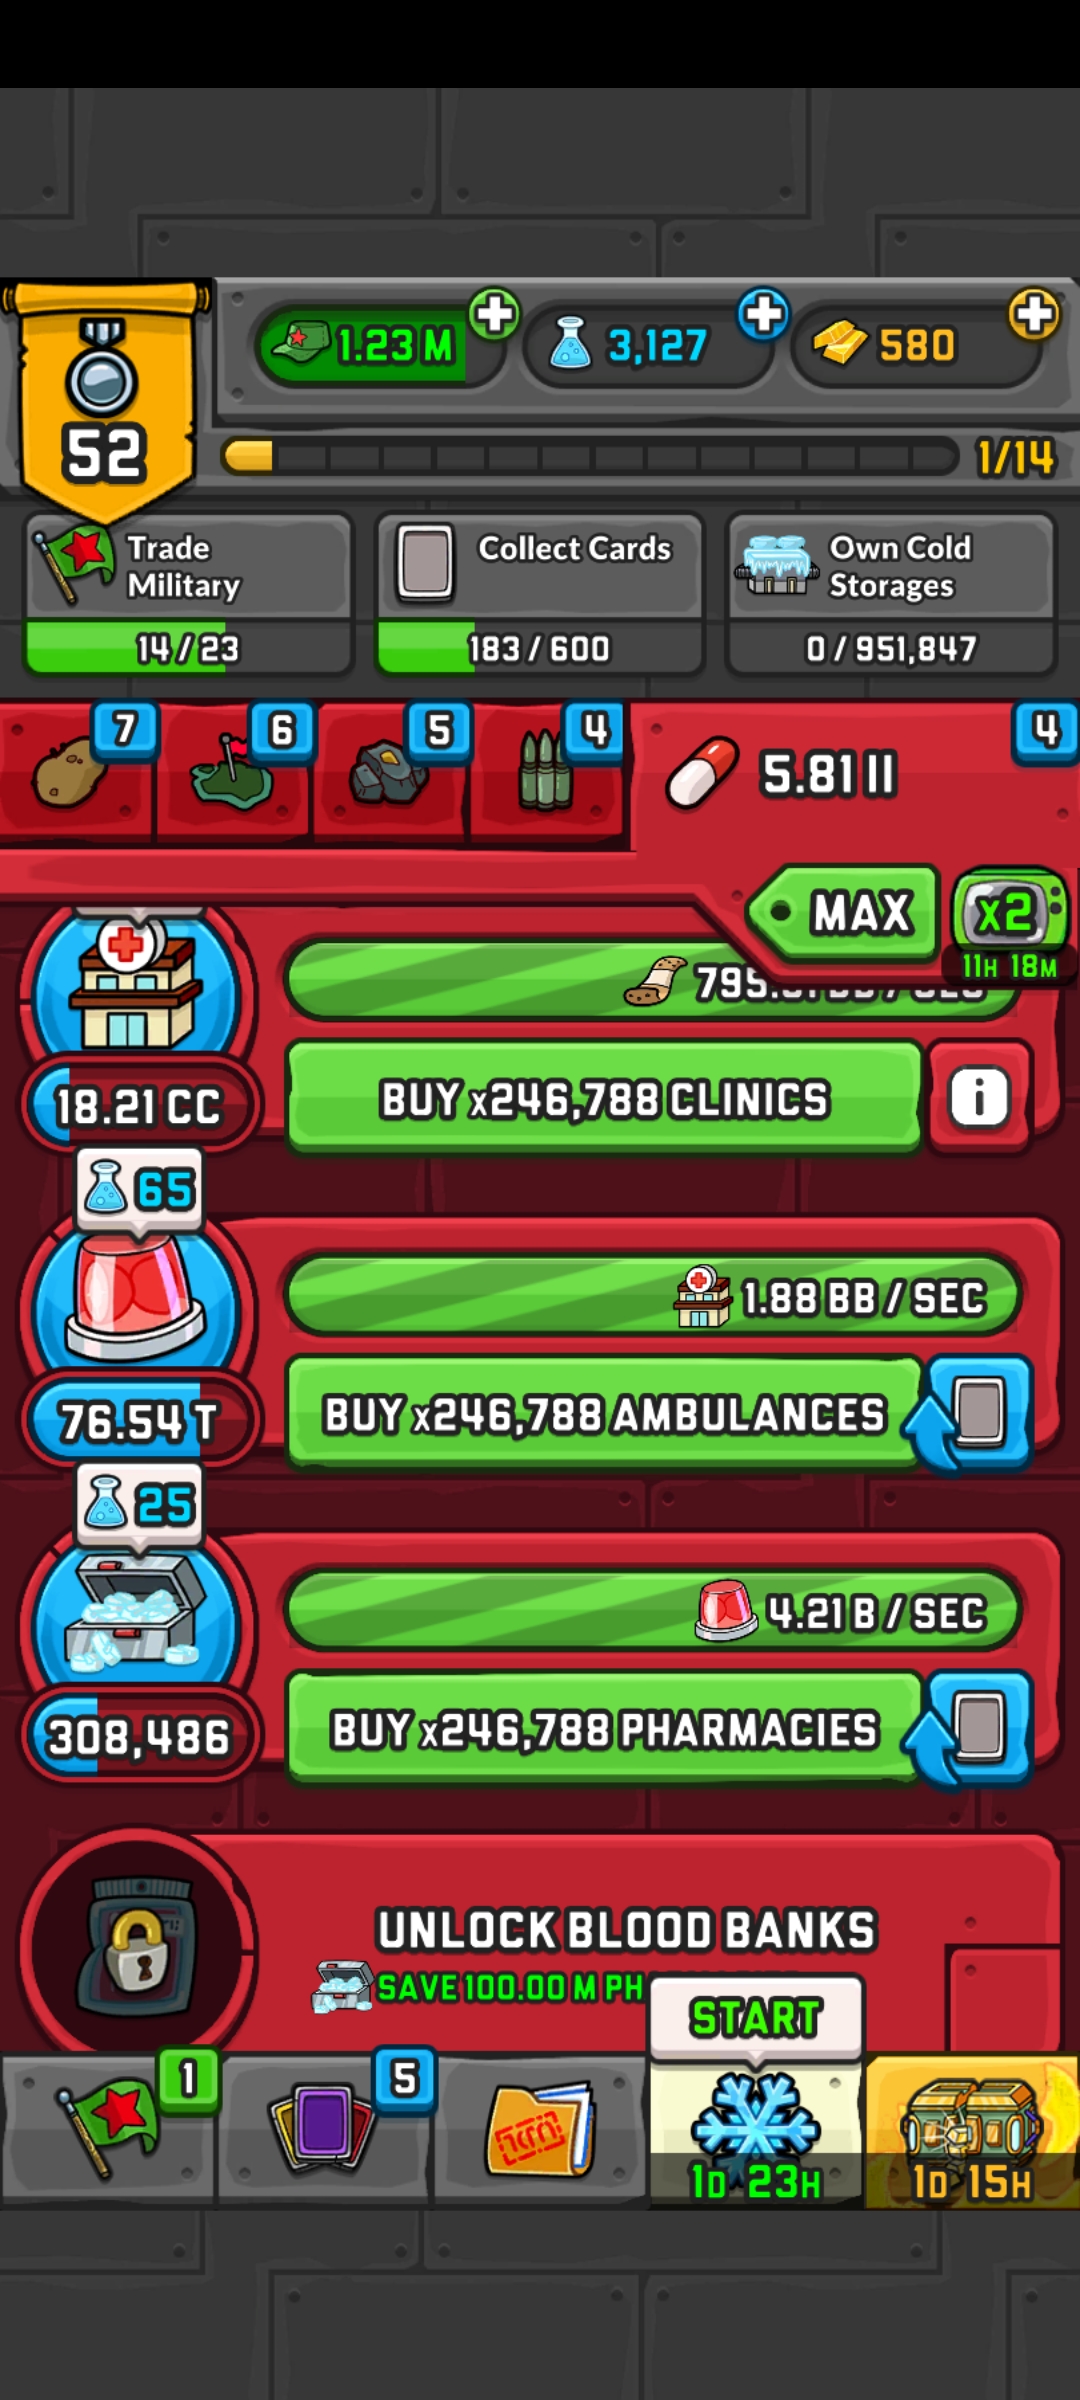 1.23 M
3,127
580
52
1/14
Trade
Military
14 / 23
Collect Cards
183 / 600
Own Cold
Storages
0 / 951,847
7
6
5
4
5.81 II
4
MAX
x2
11H 18M
18.21 CC
BUY x246,788 CLINICS
i
65
1.88 BB / SEC
76.54 T
BUY x246,788 AMBULANCES
25
4.21 B / SEC
308,486
BUY x246,788 PHARMACIES
UNLOCK BLOOD BANKS
SAVE 100.00 M PH
START
1
5
1D 23H
1D 15H